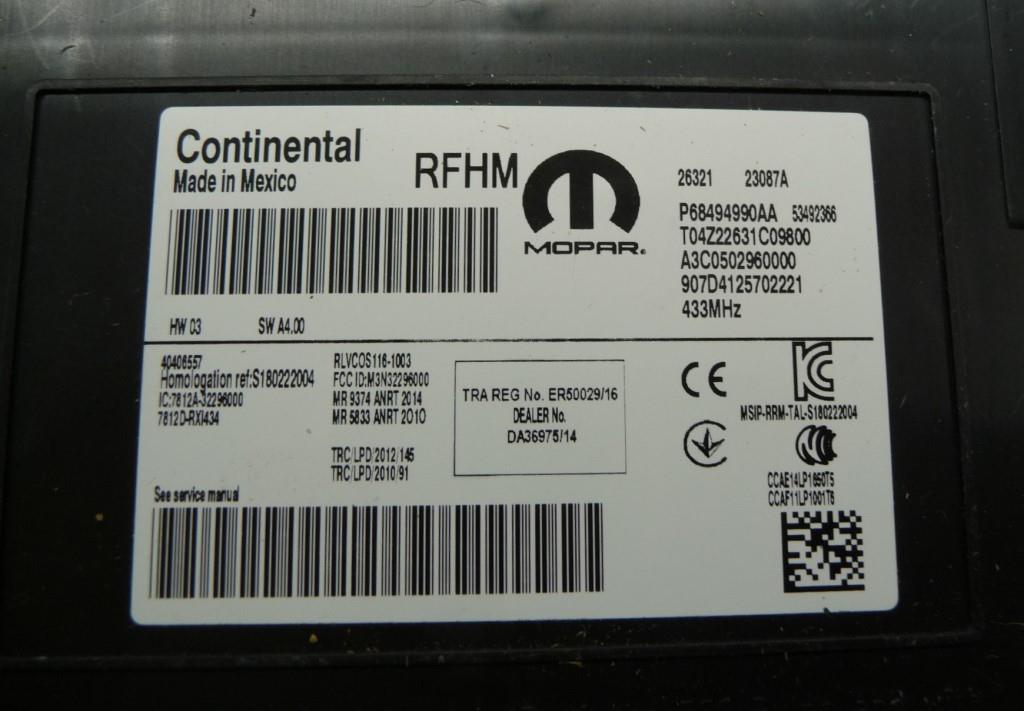 Continental
Made in Mexico
RFHM
MOPAR®
26321 23087A
P68494990AA 53492366
T04Z22631C09800
A3C0502960000
907D4125702221
433MHz
HW 03 SW A4.00
40406557
Homologation ref:S180222004
IC:7812A-32296000
7812D-RXI434
RLVCOS116-1003
FCC ID:M3N32296000
MR 9374 ANRT 2014
MR 5833 ANRT 2010
TRC/LPD/2012/145
TRC/LPD/2010/91
TRA REG No. ER50029/16
DEALER No.
DA36975/14
CE
MSIP-RRM-TAL-S180222004
CCAE14LP1650T5
CCAF11LP1001T6
See service manual